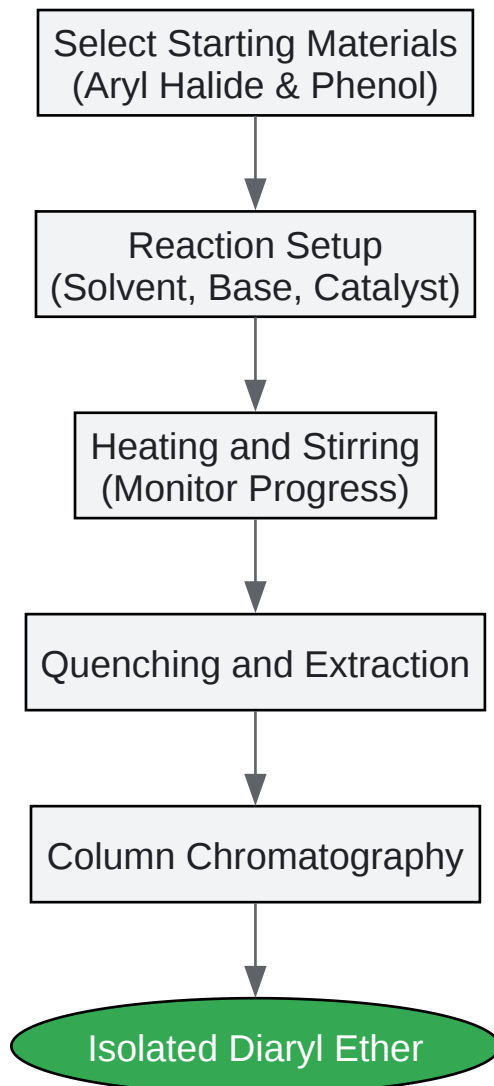 Select Starting Materials
(Aryl Halide & Phenol)
Reaction Setup
(Solvent, Base, Catalyst)
Heating and Stirring
(Monitor Progress)
Quenching and Extraction
Column Chromatography
Isolated Diaryl Ether